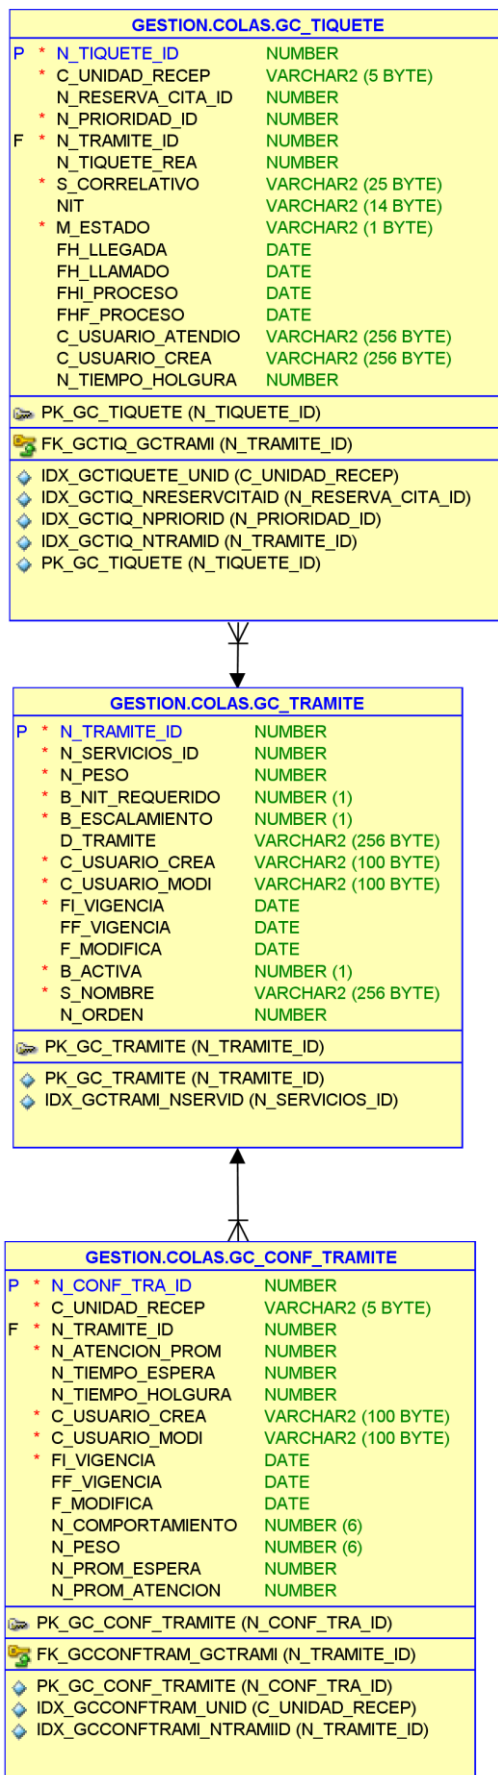 GESTION.COLAS.GC_TIQUETE
P * N_TIQUETE_ID NUMBER
* C_UNIDAD_RECEP VARCHAR2 (5 BYTE)
N_RESERVA_CITA_ID NUMBER
* N_PRIORIDAD_ID NUMBER
F * N_TRAMITE_ID NUMBER
N_TIQUETE_REA NUMBER
* S_CORRELATIVO VARCHAR2 (25 BYTE)
NIT VARCHAR2 (14 BYTE)
* M_ESTADO VARCHAR2 (1 BYTE)
FH_LLEGADA DATE
FH_LLAMADO DATE
FHI_PROCESO DATE
FHF_PROCESO DATE
C_USUARIO_ATENDIO VARCHAR2 (256 BYTE)
C_USUARIO_CREA VARCHAR2 (256 BYTE)
N_TIEMPO_HOLGURA NUMBER
PK_GC_TIQUETE (N_TIQUETE_ID)
FK_GCTIQ_GCTRAMI (N_TRAMITE_ID)
IDX_GCTIQUETE_UNID (C_UNIDAD_RECEP)
IDX_GCTIQ_NRESERVCITAID (N_RESERVA_CITA_ID)
IDX_GCTIQ_NPRIORID (N_PRIORIDAD_ID)
IDX_GCTIQ_NTRAMID (N_TRAMITE_ID)
PK_GC_TIQUETE (N_TIQUETE_ID)
GESTION.COLAS.GC_TRAMITE
P * N_TRAMITE_ID NUMBER
* N_SERVICIOS_ID NUMBER
* N_PESO NUMBER
* B_NIT_REQUERIDO NUMBER (1)
* B_ESCALAMIENTO NUMBER (1)
D_TRAMITE VARCHAR2 (256 BYTE)
* C_USUARIO_CREA VARCHAR2 (100 BYTE)
* C_USUARIO_MODI VARCHAR2 (100 BYTE)
* FI_VIGENCIA DATE
FF_VIGENCIA DATE
F_MODIFICA DATE
* B_ACTIVA NUMBER (1)
* S_NOMBRE VARCHAR2 (256 BYTE)
N_ORDEN NUMBER
PK_GC_TRAMITE (N_TRAMITE_ID)
PK_GC_TRAMITE (N_TRAMITE_ID)
IDX_GCTRAMI_NSERVID (N_SERVICIOS_ID)
GESTION.COLAS.GC_CONF_TRAMITE
P * N_CONF_TRA_ID NUMBER
* C_UNIDAD_RECEP VARCHAR2 (5 BYTE)
F * N_TRAMITE_ID NUMBER
* N_ATENCION_PROM NUMBER
N_TIEMPO_ESPERA NUMBER
N_TIEMPO_HOLGURA NUMBER
* C_USUARIO_CREA VARCHAR2 (100 BYTE)
* C_USUARIO_MODI VARCHAR2 (100 BYTE)
* FI_VIGENCIA DATE
FF_VIGENCIA DATE
F_MODIFICA DATE
N_COMPORTAMIENTO NUMBER (6)
N_PESO NUMBER (6)
N_PROM_ESPERA NUMBER
N_PROM_ATENCION NUMBER
PK_GC_CONF_TRAMITE (N_CONF_TRA_ID)
FK_GCCONFTRAM_GCTRAMI (N_TRAMITE_ID)
PK_GC_CONF_TRAMITE (N_CONF_TRA_ID)
IDX_GCCONFTRAM_UNID (C_UNIDAD_RECEP)
IDX_GCCONFTRAMI_NTRAMIID (N_TRAMITE_ID)